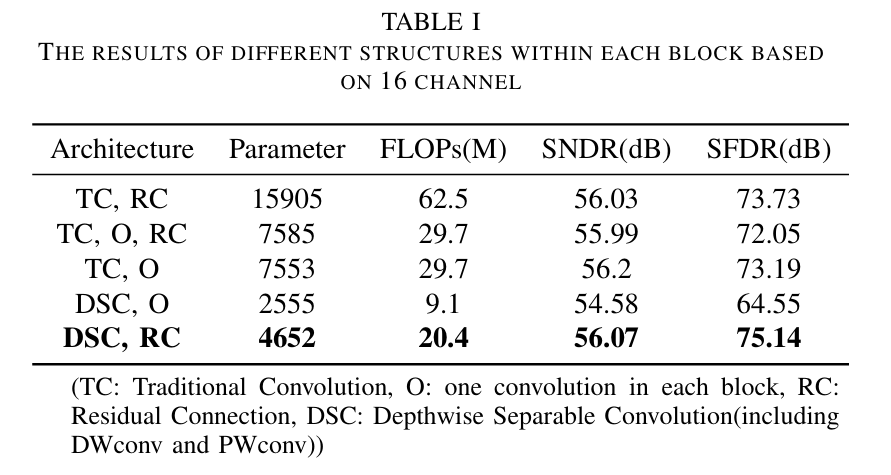 TABLE I
THE RESULTS OF DIFFERENT STRUCTURES WITHIN EACH BLOCK BASED
ON 16 CHANNEL
Architecture Parameter FLOPs(M) SNDR(dB) SFDR(dB)
TC, RC 15905 62.5 56.03 73.73
TC, O, RC 7585 29.7 55.99 72.05
TC, O 7553 29.7 56.2 73.19
DSC, O 2555 9.1 54.58 64.55
DSC, RC 4652 20.4 56.07 75.14
(TC: Traditional Convolution, O: one convolution in each block, RC:
Residual Connection, DSC: Depthwise Separable Convolution(including
DWconv and PWconv))